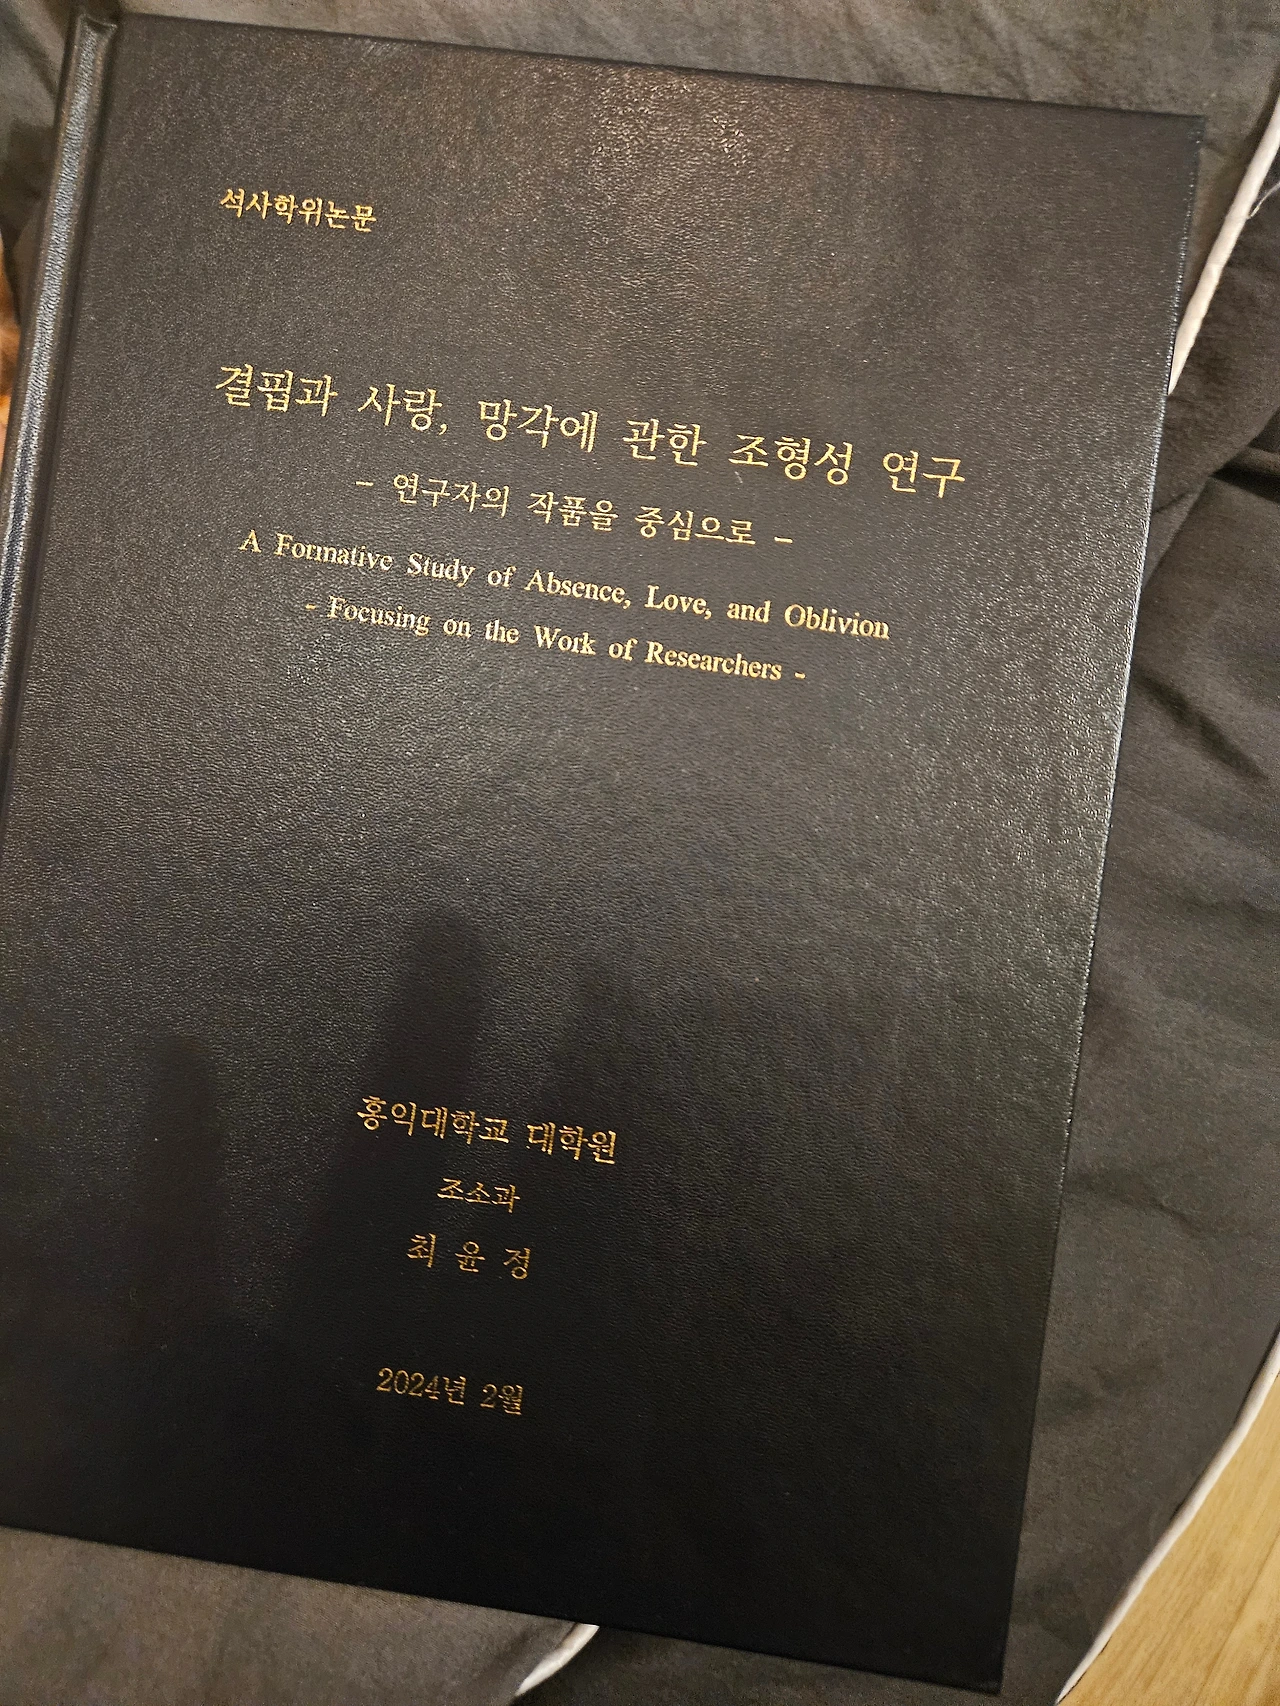 석사학위논문
결핍과 사랑, 망각에 관한 조형성 연구
- 연구자의 작품을 중심으로 -
A Formative Study of Absence, Love, and Oblivion
- Focusing on the Work of Researchers -
홍익대학교 대학원
조소과
최 윤 정
2024년 2월